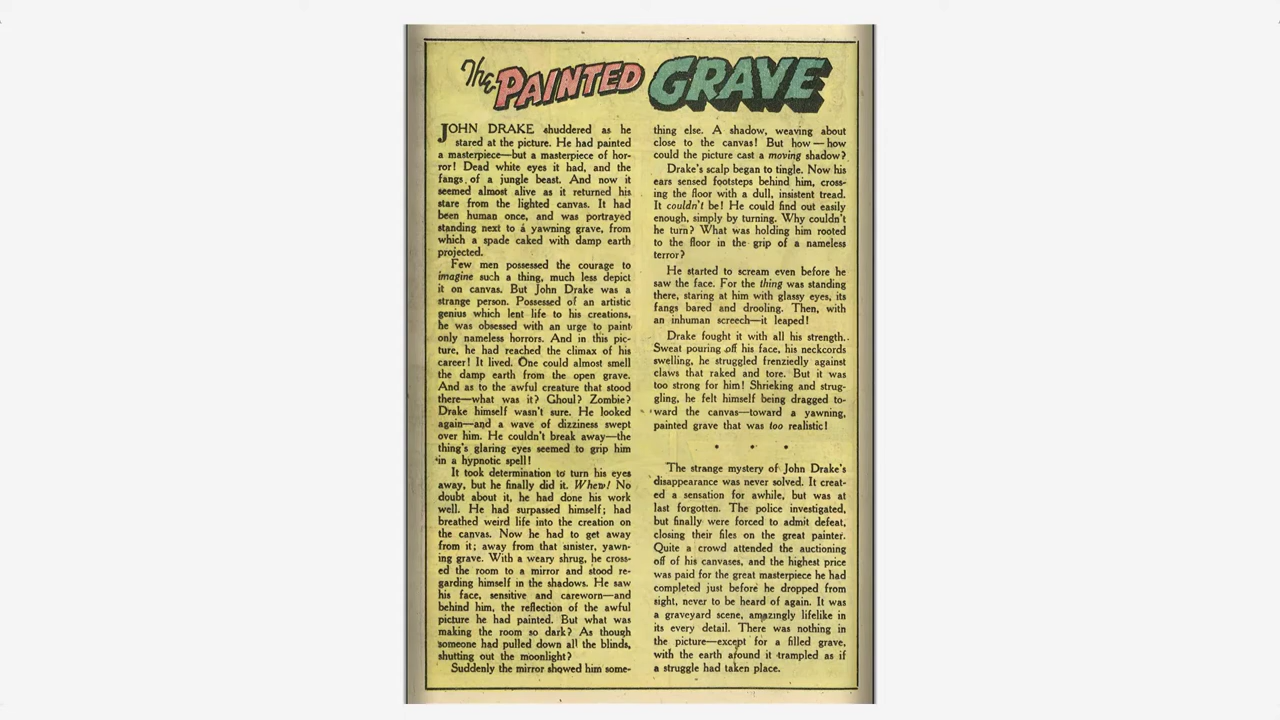 The PAINTED GRAVE
JOHN DRAKE shuddered as he
stared at the picture. He had painted
a masterpiece—but a masterpiece of hor-
ror! Dead white eyes it had, and the
fangs of a jungle beast. And now it
seemed almost alive as it returned his
stare from the lighted canvas. It had
been human once, and was portrayed
standing next to a yawning grave, from
which a spade caked with damp earth
projected.
Few men possessed the courage to
imagine such a thing, much less depict
it on canvas. But John Drake was a
strange person. Possessed of an artistic
genius which lent life to his creations,
he was obsessed with an urge to paint
only nameless horrors. And in this pic-
ture, he had reached the climax of his
career! It lived. One could almost smell
the damp earth from the open grave.
And as to the awful creature that stood
there—what was it? Ghoul? Zombie?
Drake himself wasn't sure. He looked
again—and a wave of dizziness swept
over him. He couldn't break away—the
thing's glaring eyes seemed to grip him
in a hypnotic spell!
It took determination to turn his eyes
away, but he finally did it. Whew! No
doubt about it, he had done his work
well. He had surpassed himself; had
breathed weird life into the creation on
the canvas. Now he had to get away
from it; away from that sinister, yawn-
ing grave. With a weary shrug, he cross-
ed the room to a mirror and stood re-
garding himself in the shadows. He saw
his face, sensitive and careworn—and
behind him, the reflection of the awful
picture he had painted. But what was
making the room so dark? As though
someone had pulled down all the blinds,
shutting out the moonlight?
Suddenly the mirror showed him some-
thing else. A shadow, weaving about
close to the canvas! But how—how
could the picture cast a moving shadow?
Drake's scalp began to tingle. Now his
ears sensed footsteps behind him, cross-
ing the floor with a dull, insistent tread.
It couldn't be! He could find out easily
enough, simply by turning. Why couldn't
he turn? What was holding him rooted
to the floor in the grip of a nameless
terror?
He started to scream even before he
saw the face. For the thing was standing
there, staring at him with glassy eyes, its
fangs bared and drooling. Then, with
an inhuman screech—it leaped!
Drake fought it with all his strength..
Sweat pouring off his face, his neckcords
swelling, he struggled frenziedly against
claws that raked and tore. But it was
too strong for him! Shrieking and strug-
gling, he felt himself being dragged to-
ward the canvas—toward a yawning,
painted grave that was too realistic!
• • •
The strange mystery of John Drake's
disappearance was never solved. It creat-
ed a sensation for awhile, but was at
last forgotten. The police investigated,
but finally were forced to admit defeat,
closing their files on the great painter.
Quite a crowd attended the auctioning
off of his canvases, and the highest price
was paid for the great masterpiece he had
completed just before he dropped from
sight, never to be heard of again. It was
a graveyard scene, amazingly lifelike in
its every detail. There was nothing in
the picture—except for a filled grave,
with the earth around it trampled as if
a struggle had taken place.